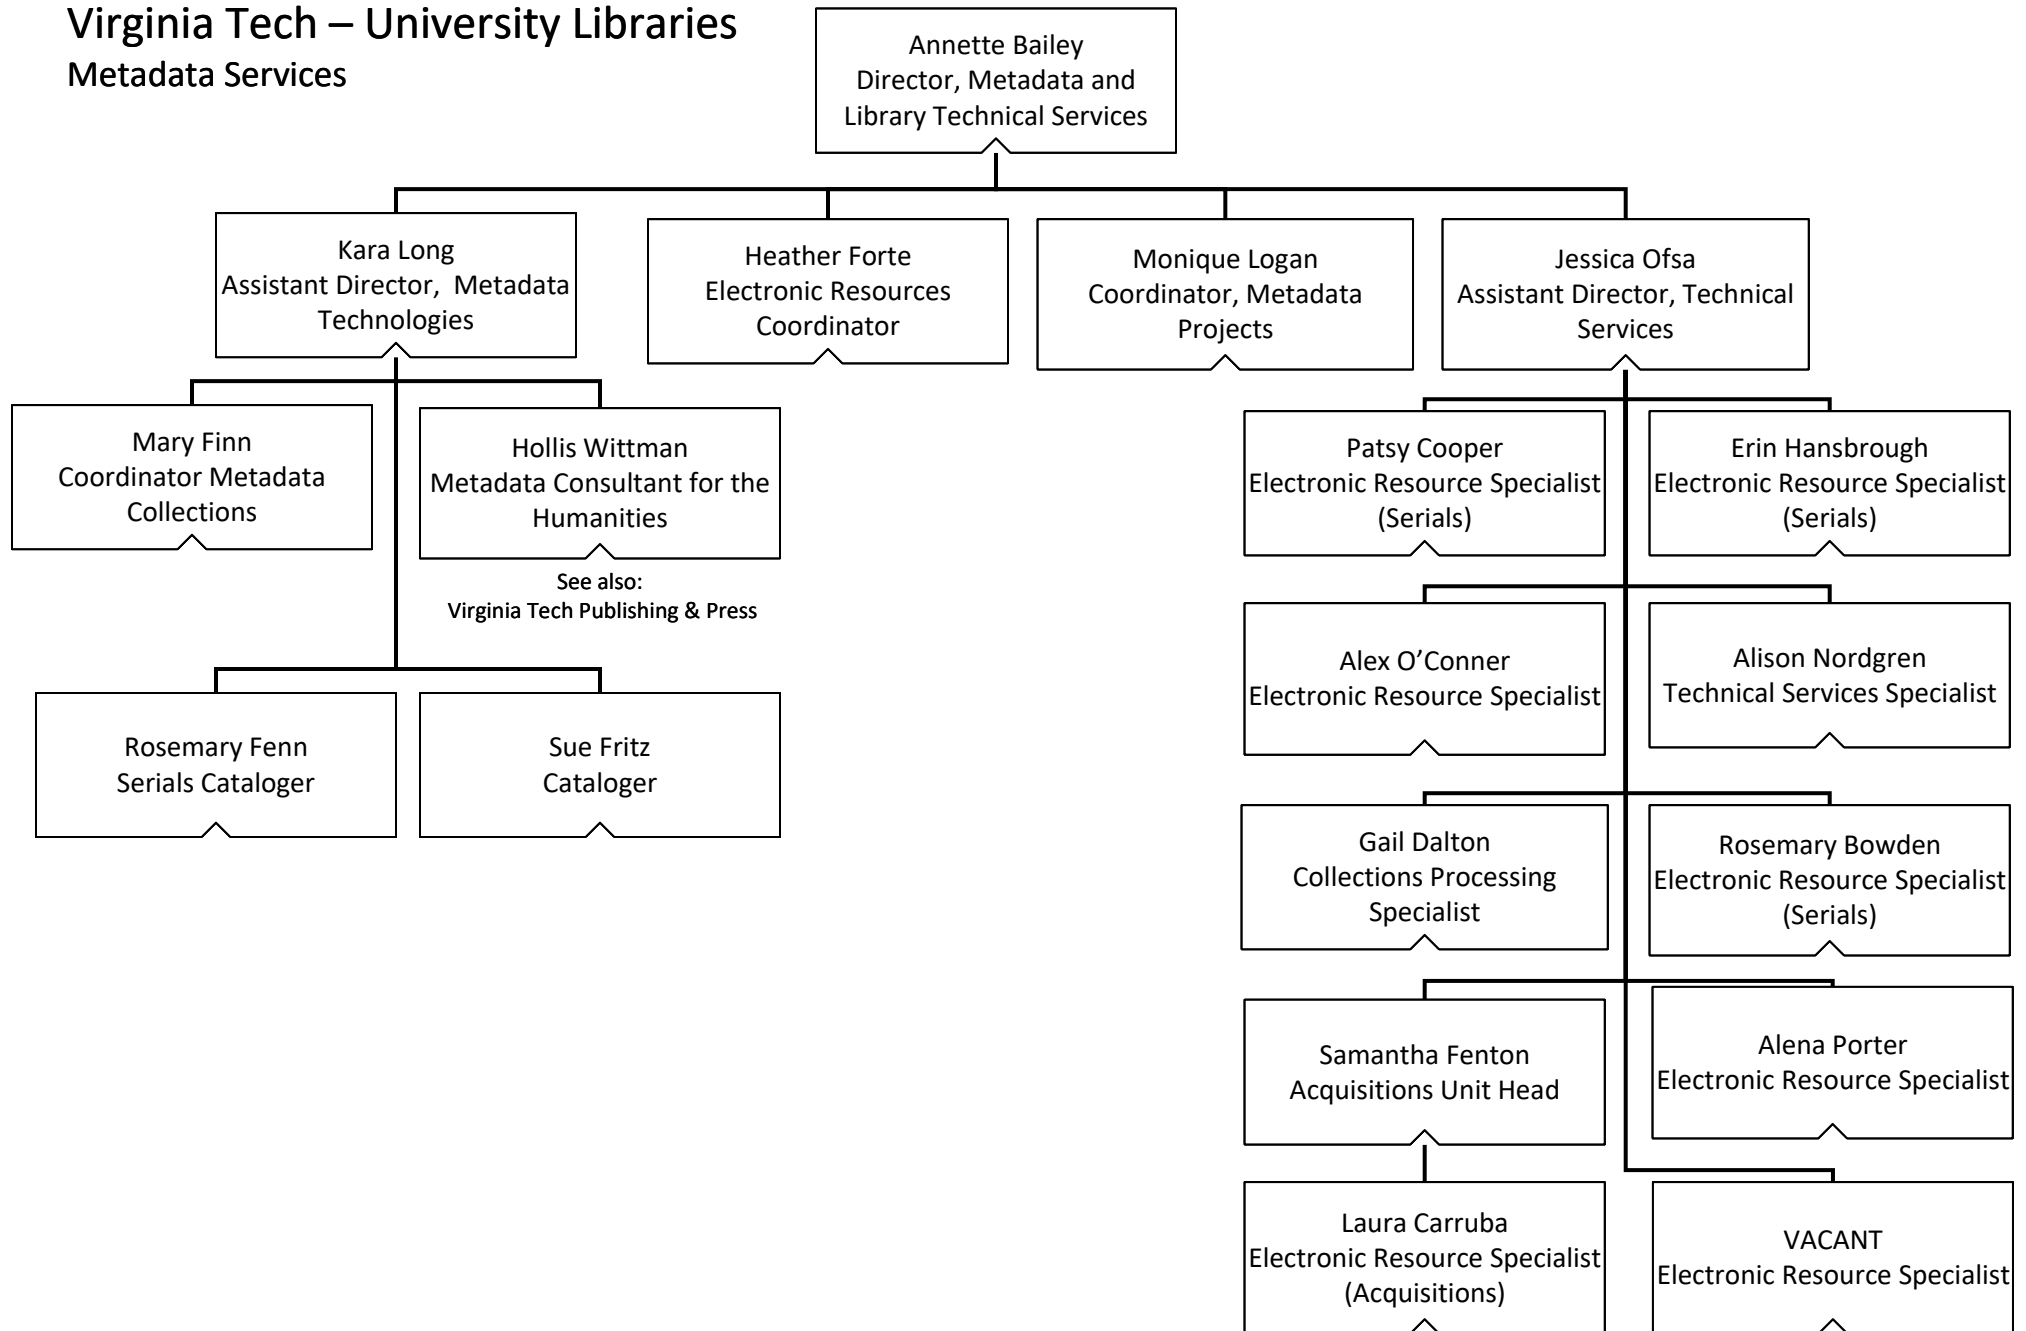 Virginia Tech – University Libraries
Metadata Services
Annette Bailey
Director, Metadata and
Library Technical Services
Kara Long
Assistant Director,  Metadata
Technologies
Heather Forte
Electronic Resources
Coordinator
Monique Logan
Coordinator, Metadata
Projects
Jessica Ofsa
Assistant Director, Technical
Services
Mary Finn
Coordinator Metadata
Collections
Hollis Wittman
Metadata Consultant for the
Humanities
See also:
Virginia Tech Publishing & Press
Patsy Cooper
Electronic Resource Specialist
(Serials)
Erin Hansbrough
Electronic Resource Specialist
(Serials)
Alex O’Conner
Electronic Resource Specialist
Alison Nordgren
Technical Services Specialist
Rosemary Fenn
Serials Cataloger
Sue Fritz
Cataloger
Gail Dalton
Collections Processing
Specialist
Rosemary Bowden
Electronic Resource Specialist
(Serials)
Samantha Fenton
Acquisitions Unit Head
Alena Porter
Electronic Resource Specialist
Laura Carruba
Electronic Resource Specialist
(Acquisitions)
VACANT
Electronic Resource Specialist